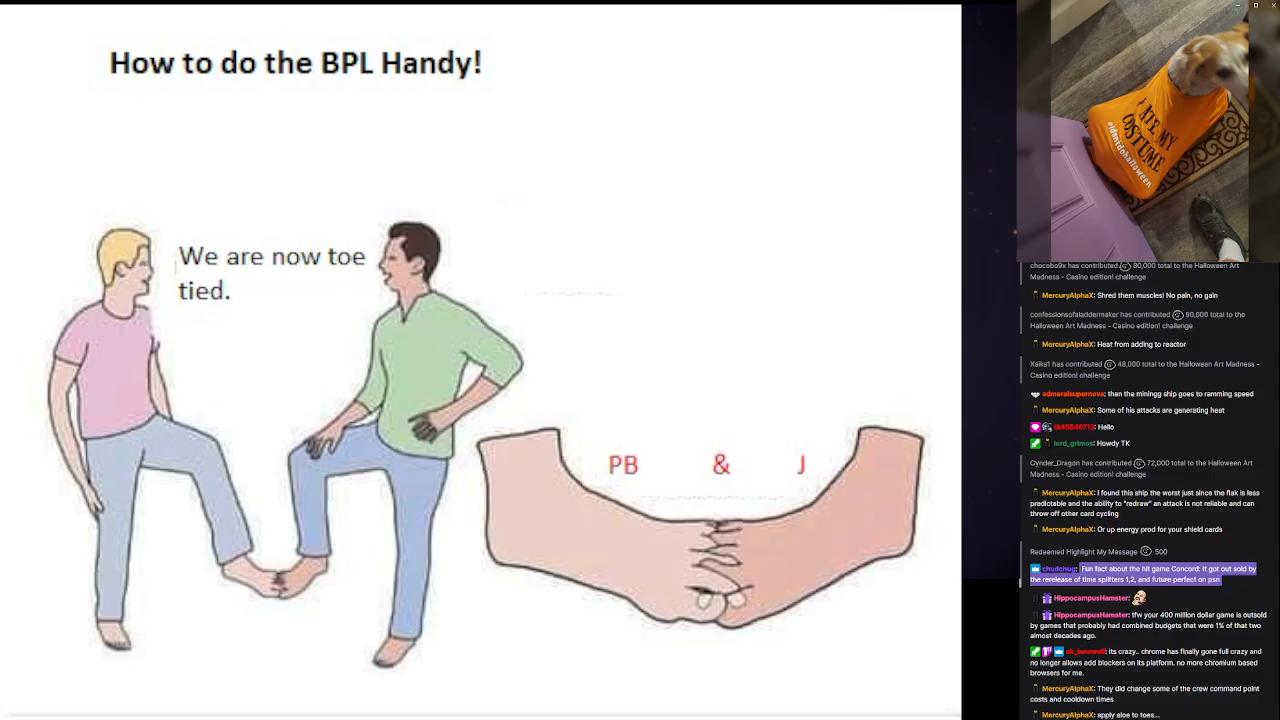 How to do the BPL Handy!
We are now toe
tied.
PB & J
I ATE MY
COSTUME
#identdohalloween
chocobo9x has contributed 80,000 total to the Halloween Art
Madness - Casino edition! challenge
MercuryAlphaX: Shred them muscles! No pain, no gain
confessionsofaladdermaker has contributed 90,000 total to the
Halloween Art Madness - Casino edition! challenge
MercuryAlphaX: Heat from adding to reactor
Xaiks1 has contributed 48,000 total to the Halloween Art Madness -
Casino edition! challenge
admeralsupernova: then the miningg ship goes to ramming speed
MercuryAlphaX: Some of his attacks are generating heat
Hello
lord_grimos: Howdy TK
Cynder_Dragon has contributed 72,000 total to the Halloween Art
Madness - Casino edition! challenge
MercuryAlphaX: I found this ship the worst just since the flak is less
predictable and the ability to "redraw" an attack is not reliable and can
throw off other card cycling
MercuryAlphaX: Or up energy prod for your shield cards
Redeemed Highlight My Message 500
chudchug: Fun fact about the hit game Concord: it got out sold by
the rerelease of time splitters 1,2, and future perfect on psn
HippocampusHamster:
HippocampusHamster: tfw your 400 million dollar game is outsold
by games that probably had combined budgets that were 1% of that two
almost decades ago.
its crazy.. chrome has finally gone full crazy and
no longer allows add blockers on its platform. no more chromium based
browsers for me.
MercuryAlphaX: They did change some of the crew command point
costs and cooldown times
MercuryAlphaX: apply aloe to toes...